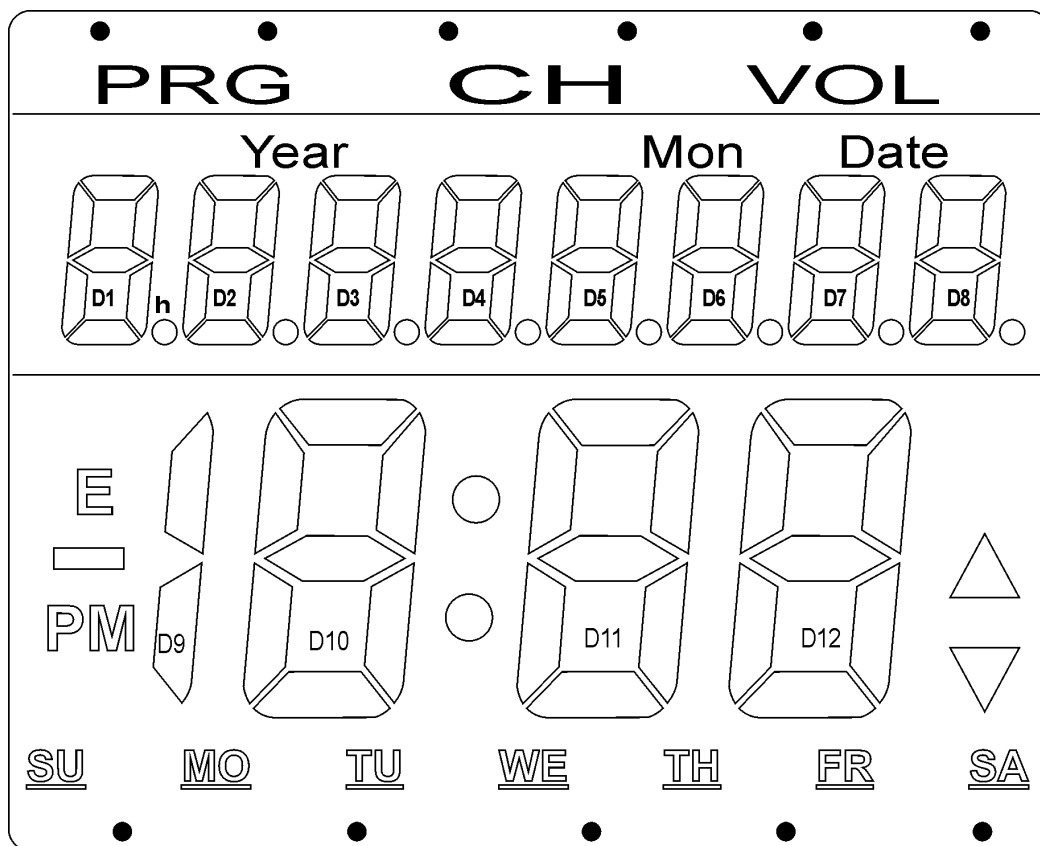 PRG CH VOL
Year Mon Date
D1 h D2 D3 D4 D5 D6 D7 D8
E
PM D9 D10 D11 D12
SU MO TU WE TH FR SA